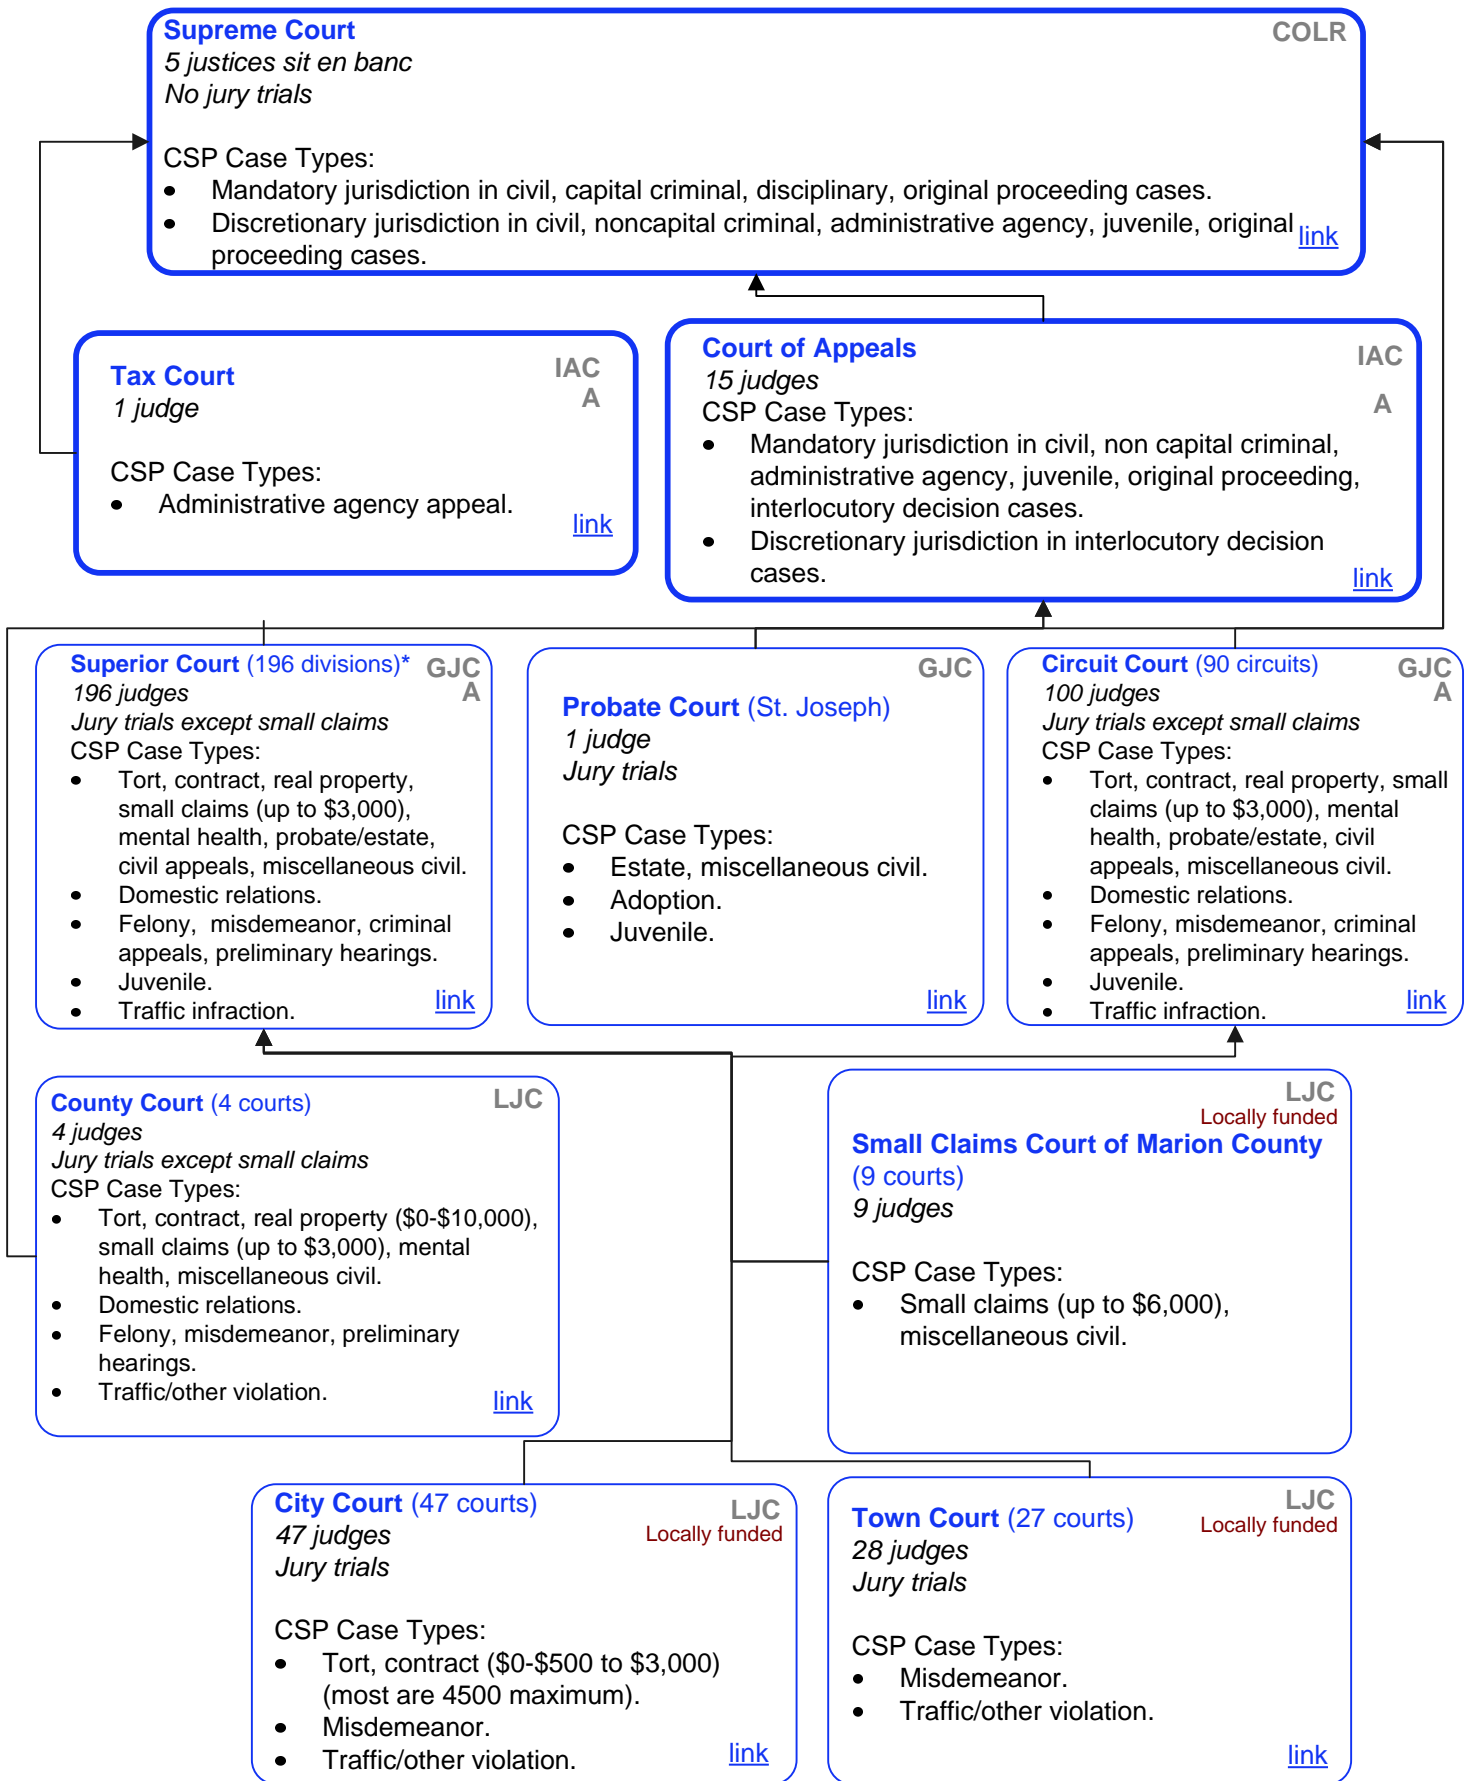 Supreme Court
COLR
5 justices sit en banc
No jury trials
CSP Case Types:
• Mandatory jurisdiction in civil, capital criminal, disciplinary, original proceeding cases.
• Discretionary jurisdiction in civil, noncapital criminal, administrative agency, juvenile, original
proceeding cases.
link
Tax Court
IAC
A
1 judge
CSP Case Types:
• Administrative agency appeal.
link
Court of Appeals
IAC
A
15 judges
CSP Case Types:
• Mandatory jurisdiction in civil, non capital criminal,
administrative agency, juvenile, original proceeding,
interlocutory decision cases.
• Discretionary jurisdiction in interlocutory decision
cases.
link
Superior Court (196 divisions)*
GJC
A
196 judges
Jury trials except small claims
CSP Case Types:
• Tort, contract, real property,
small claims (up to $3,000),
mental health, probate/estate,
civil appeals, miscellaneous civil.
• Domestic relations.
• Felony, misdemeanor, criminal
appeals, preliminary hearings.
• Juvenile.
• Traffic infraction.
link
GJC
Probate Court (St. Joseph)
1 judge
Jury trials
CSP Case Types:
• Estate, miscellaneous civil.
• Adoption.
• Juvenile.
link
Circuit Court (90 circuits)
GJC
A
100 judges
Jury trials except small claims
CSP Case Types:
• Tort, contract, real property, small
claims (up to $3,000), mental
health, probate/estate, civil
appeals, miscellaneous civil.
• Domestic relations.
• Felony, misdemeanor, criminal
appeals, preliminary hearings.
• Juvenile.
• Traffic infraction.
link
County Court (4 courts)
LJC
4 judges
Jury trials except small claims
CSP Case Types:
• Tort, contract, real property ($0-$10,000),
small claims (up to $3,000), mental
health, miscellaneous civil.
• Domestic relations.
• Felony, misdemeanor, preliminary
hearings.
• Traffic/other violation.
link
LJC
Locally funded
Small Claims Court of Marion County
(9 courts)
9 judges
CSP Case Types:
• Small claims (up to $6,000),
miscellaneous civil.
City Court (47 courts)
LJC
Locally funded
47 judges
Jury trials
CSP Case Types:
• Tort, contract ($0-$500 to $3,000)
(most are 4500 maximum).
• Misdemeanor.
• Traffic/other violation.
link
LJC
Locally funded
Town Court (27 courts)
28 judges
Jury trials
CSP Case Types:
• Misdemeanor.
• Traffic/other violation.
link